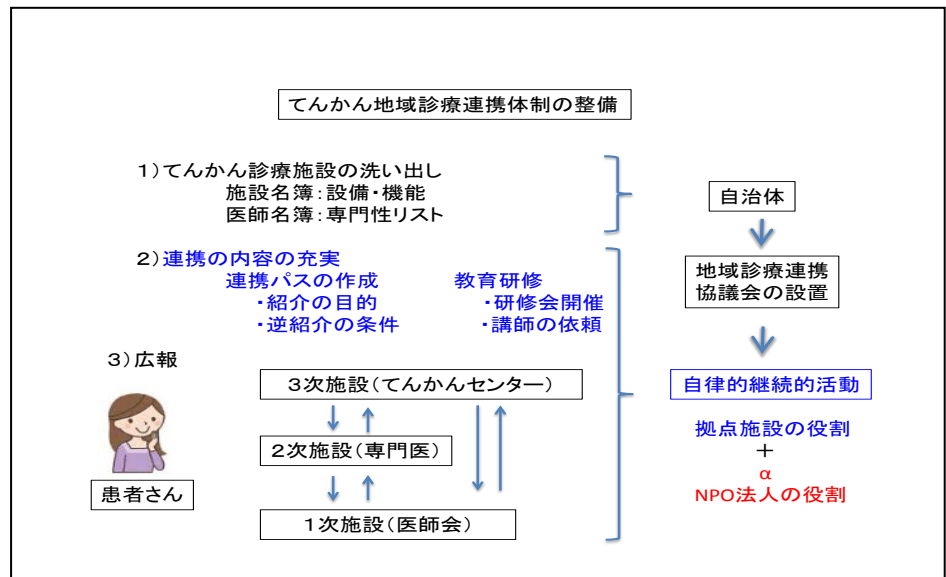 てんかん地域診療連携体制の整備
1)てんかん診療施設の洗い出し
施設名簿:設備・機能
医師名簿:専門性リスト
2)連携の内容の充実
連携パスの作成
・紹介の目的
・逆紹介の条件
教育研修
・研修会開催
・講師の依頼
3)広報
患者さん
3次施設(てんかんセンター)
2次施設(専門医)
1次施設(医師会)
自治体
地域診療連携
協議会の設置
自律的継続的活動
拠点施設の役割
+
α
NPO法人の役割